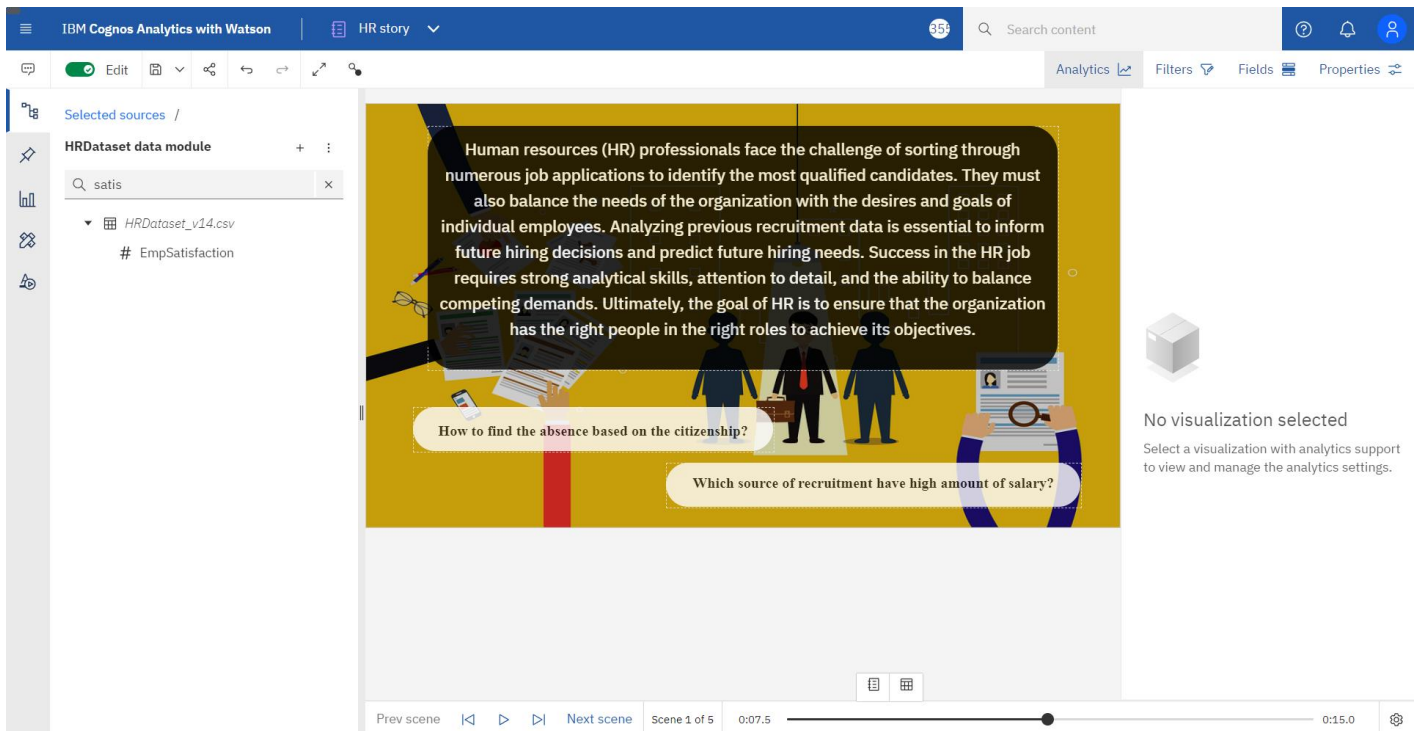 IBM Cognos Analytics with Watson
HR story
355
Search content
Edit
Analytics
Filters
Fields
Properties
Selected sources /
HRDataset data module
satis
HRDataset_v14.csv
# EmpSatisfaction
Human resources (HR) professionals face the challenge of sorting through
numerous job applications to identify the most qualified candidates. They must
also balance the needs of the organization with the desires and goals of
individual employees. Analyzing previous recruitment data is essential to inform
future hiring decisions and predict future hiring needs. Success in the HR job
requires strong analytical skills, attention to detail, and the ability to balance
competing demands. Ultimately, the goal of HR is to ensure that the organization
has the right people in the right roles to achieve its objectives.
How to find the absence based on the citizenship?
Which source of recruitment have high amount of salary?
No visualization selected
Select a visualization with analytics support
to view and manage the analytics settings.
Prev scene
Next scene
Scene 1 of 5
0:07.5
0:15.0